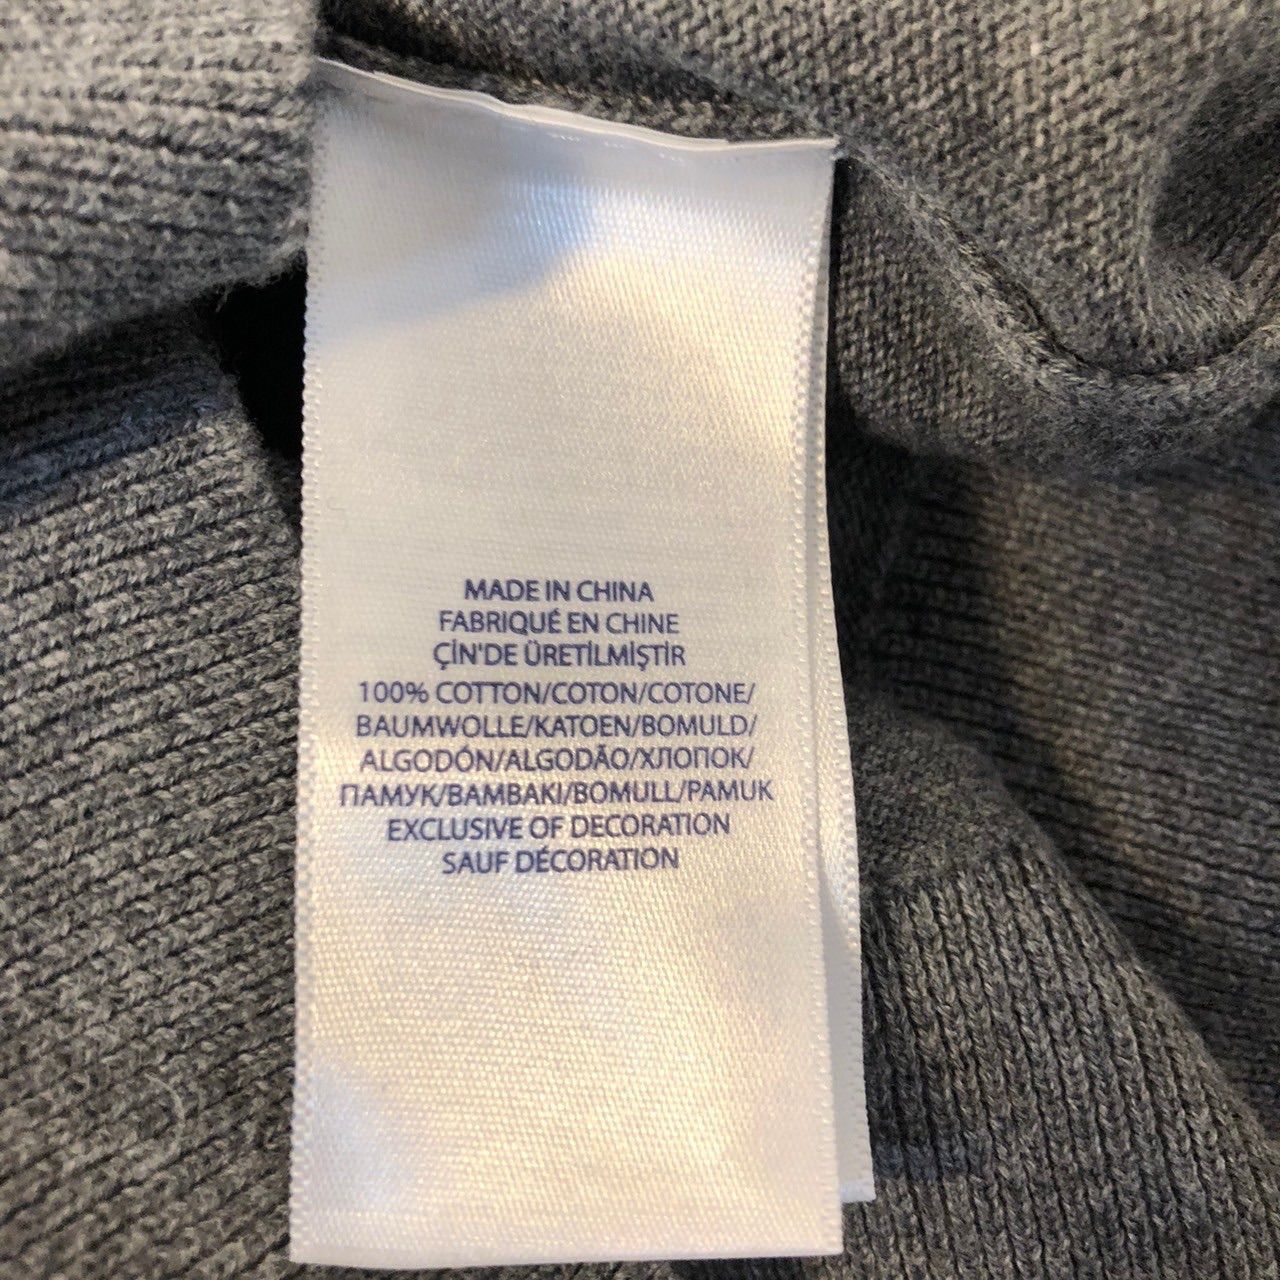 MADE IN CHINA
FABRIQUÉ EN CHINE
ÇİN'DE ÜRETİLMİŞTİR
100% COTTON/COTON/COTONE/
BAUMWOLLE/KATOEN/BOMULD/
ALGODÓN/ALGODÃO/ХЛОПОК/
ПАМУК/BAMBAKI/BOMULL/PAMUK
EXCLUSIVE OF DECORATION
SAUF DÉCORATION